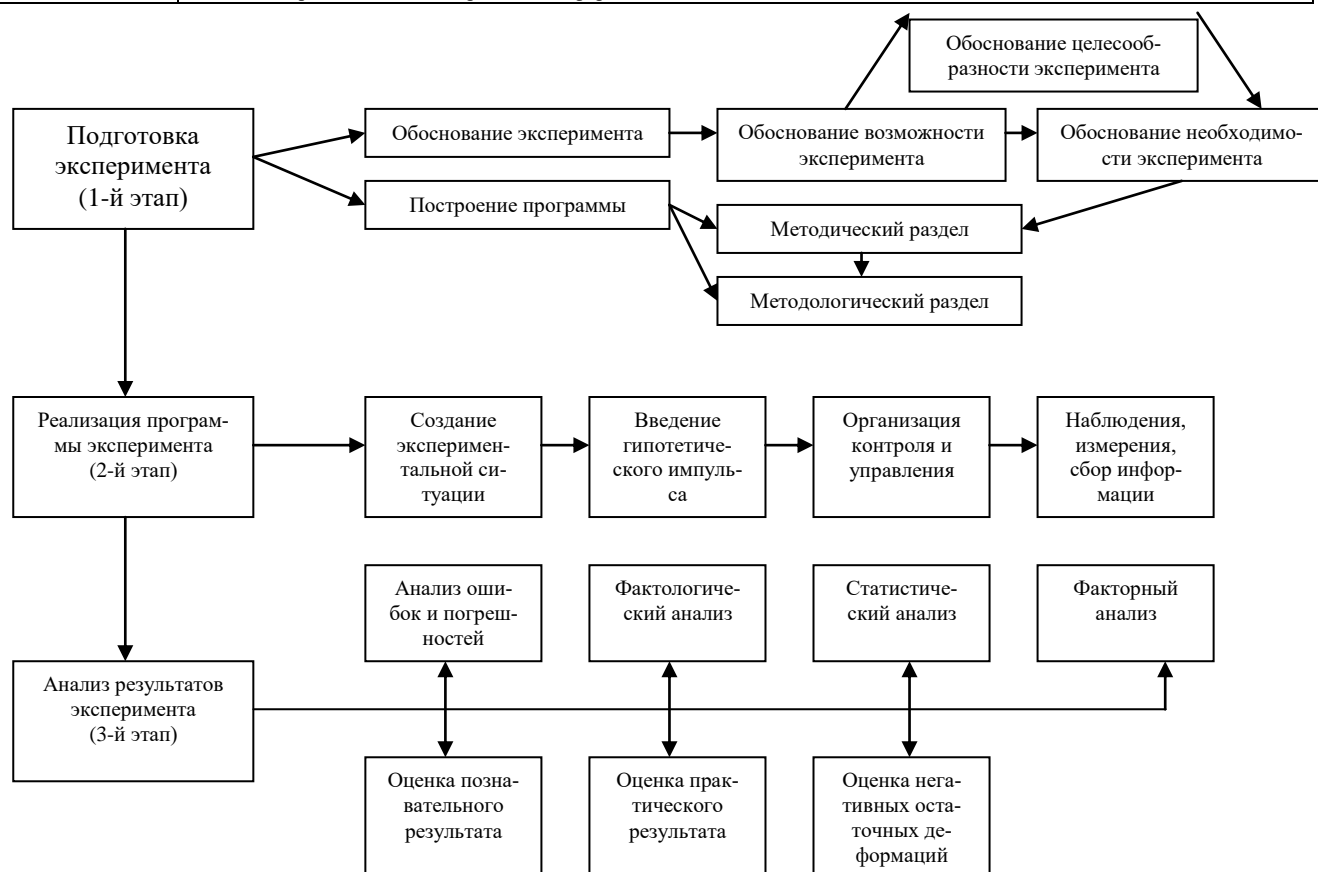 Обоснование целесооб-
разности эксперимента
Подготовка
эксперимента
(1-й этап)
Обоснование эксперимента
Обоснование возможности
эксперимента
Обоснование необходимо-
сти эксперимента
Построение программы
Методический раздел
Методологический раздел
Реализация програм-
мы эксперимента
(2-й этап)
Создание
эксперимен-
тальной си-
туации
Введение
гипотетиче-
ского импуль-
са
Организация
контроля и
управления
Наблюдения,
измерения,
сбор инфор-
мации
Анализ оши-
бок и погреш-
ностей
Фактологиче-
ский анализ
Статистиче-
ский анализ
Факторный
анализ
Анализ результатов
эксперимента
(3-й этап)
Оценка позна-
вательного
результата
Оценка прак-
тического
результата
Оценка нега-
тивных оста-
точных де-
формаций